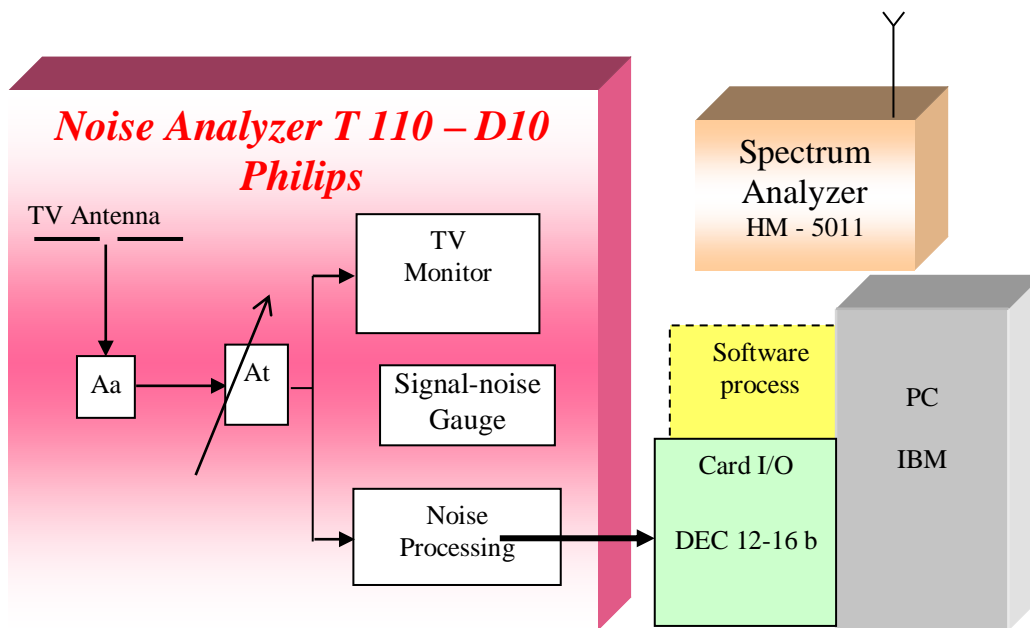 Noise Analyzer T 110 – D10
Philips
TV Antenna
Aa
At
TV
Monitor
Signal-noise
Gauge
Noise
Processing
Spectrum
Analyzer
HM - 5011
Software
process
Card I/O
DEC 12-16 b
PC
IBM